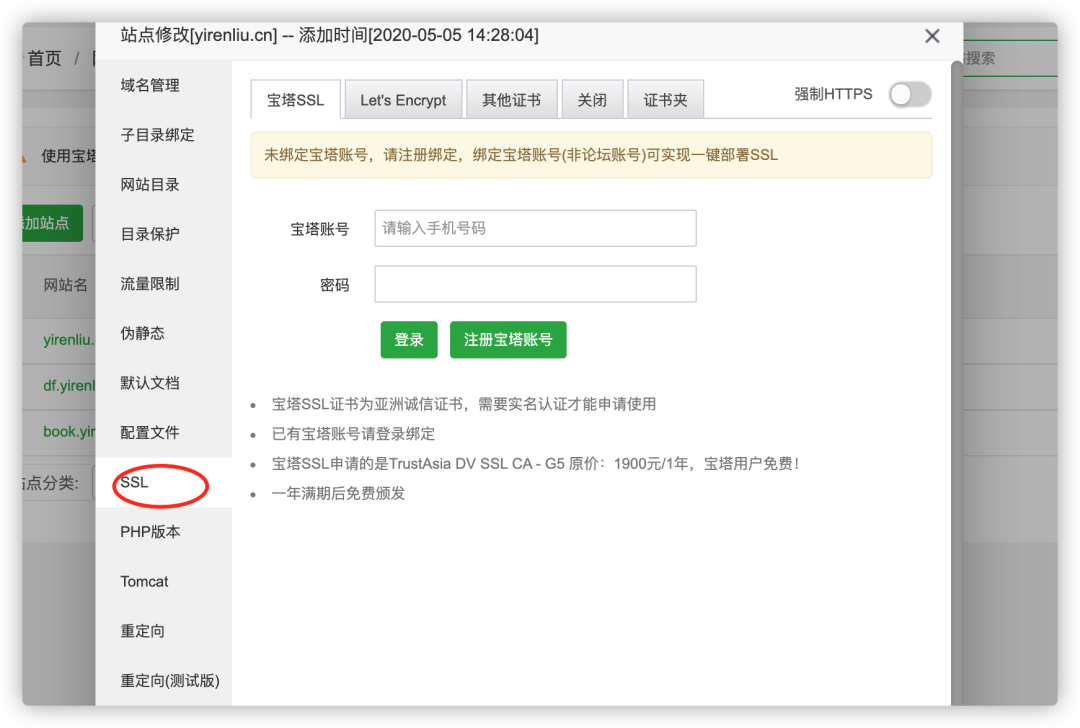 站点修改[yirenliu.cn] -- 添加时间[2020-05-05 14:28:04]
首页 /
搜索
域名管理
子目录绑定
网站目录
目录保护
流量限制
伪静态
默认文档
配置文件
SSL
PHP版本
Tomcat
重定向
重定向(测试版)
宝塔SSL
Let's Encrypt
其他证书
关闭
证书夹
强制HTTPS
未绑定宝塔账号，请注册绑定，绑定宝塔账号(非论坛账号)可实现一键部署SSL
宝塔账号
请输入手机号码
密码
登录
注册宝塔账号
宝塔SSL证书为亚洲诚信证书，需要实名认证才能申请使用
已有宝塔账号请登录绑定
宝塔SSL申请的是TrustAsia DV SSL CA - G5 原价：1900元/1年，宝塔用户免费！
一年满期后免费颁发
使用宝塔
加站点
网站名
yirenliu.
df.yirenl
book.yir
点分类: